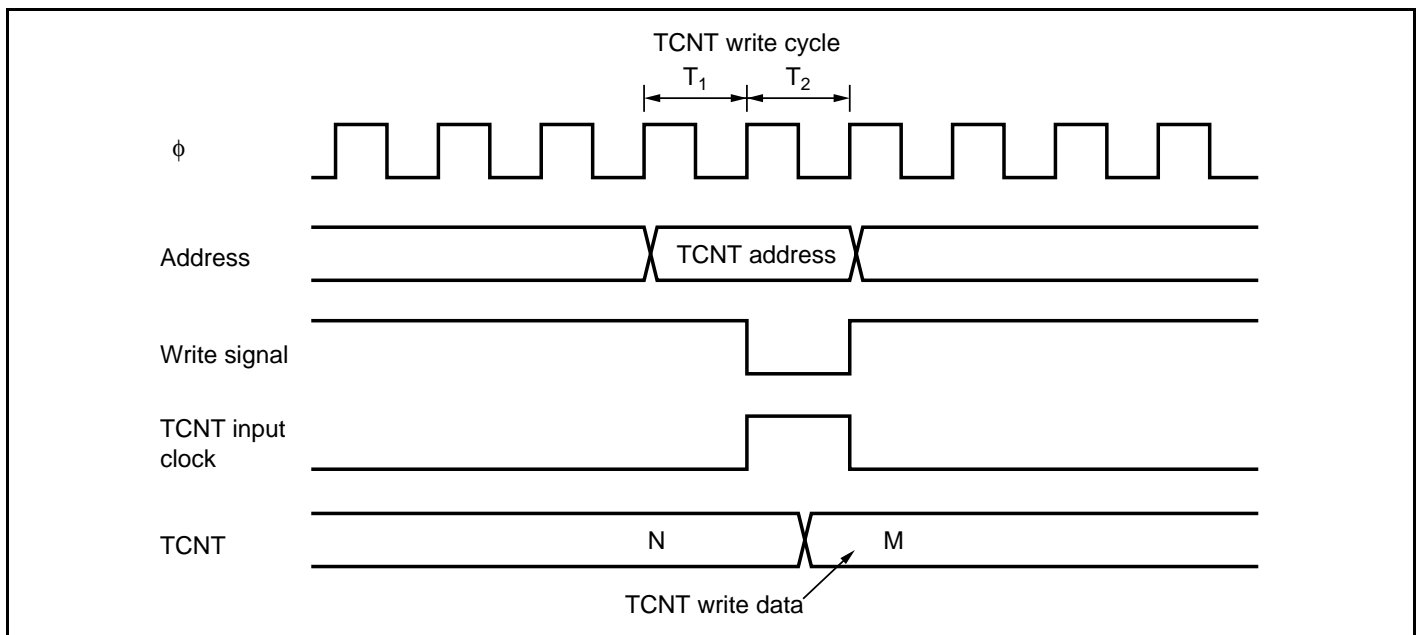 TCNT write cycle
T1 T2
ϕ
Address
TCNT address
Write signal
TCNT input
clock
TCNT
N
M
TCNT write data